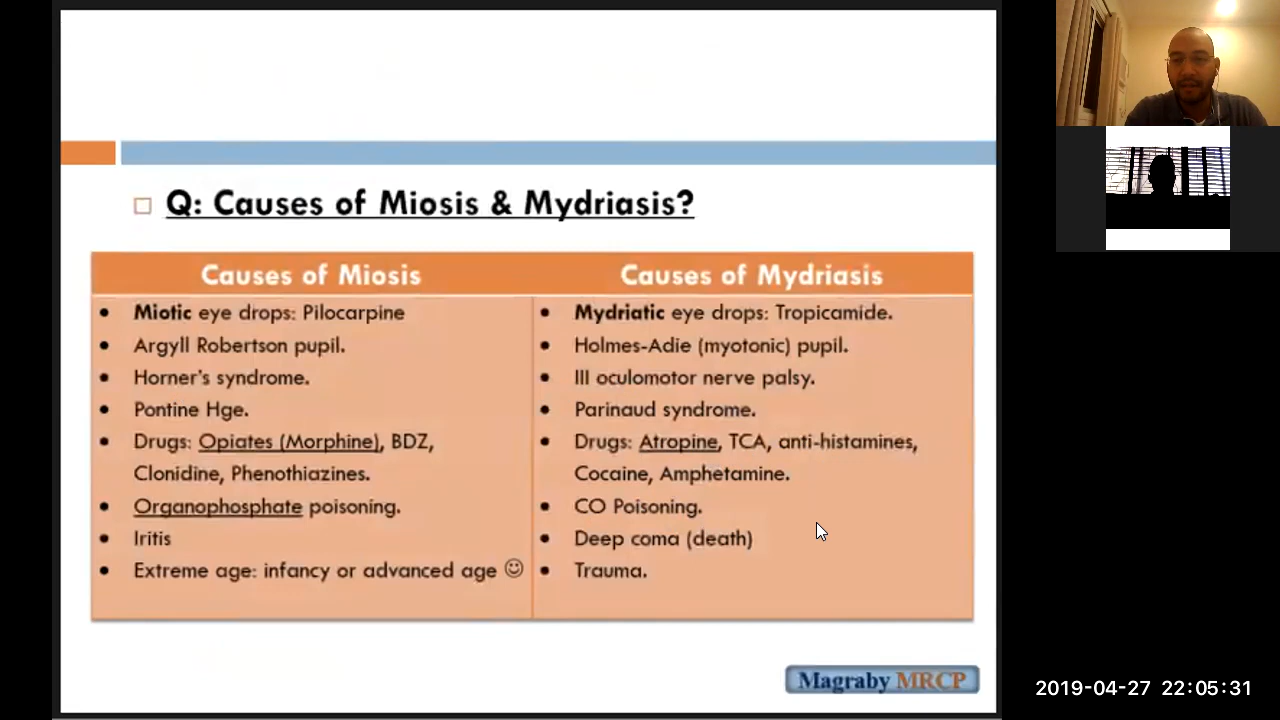 Q: Causes of Miosis & Mydriasis?
Causes of Miosis
Miotic eye drops: Pilocarpine
Argyll Robertson pupil.
Horner's syndrome.
Pontine Hge.
Drugs: Opiates (Morphine), BDZ,
Clonidine, Phenothiazines.
Organophosphate poisoning.
Iritis
Extreme age: infancy or advanced age ☺
Causes of Mydriasis
Mydriatic eye drops: Tropicamide.
Holmes-Adie (myotonic) pupil.
III oculomotor nerve palsy.
Parinaud syndrome.
Drugs: Atropine, TCA, anti-histamines,
Cocaine, Amphetamine.
CO Poisoning.
Deep coma (death)
Trauma.
Magraby MRCP
2019-04-27 22:05:31